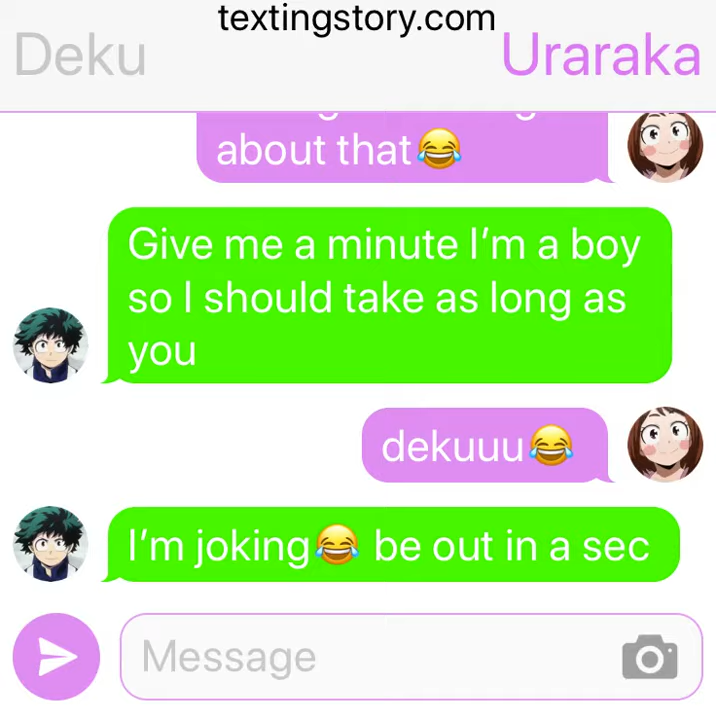 textingstory.com
Deku
Uraraka
about that😂
Give me a minute I’m a boy
so I should take as long as
you
dekuuu😂
I’m joking😂 be out in a sec
Message